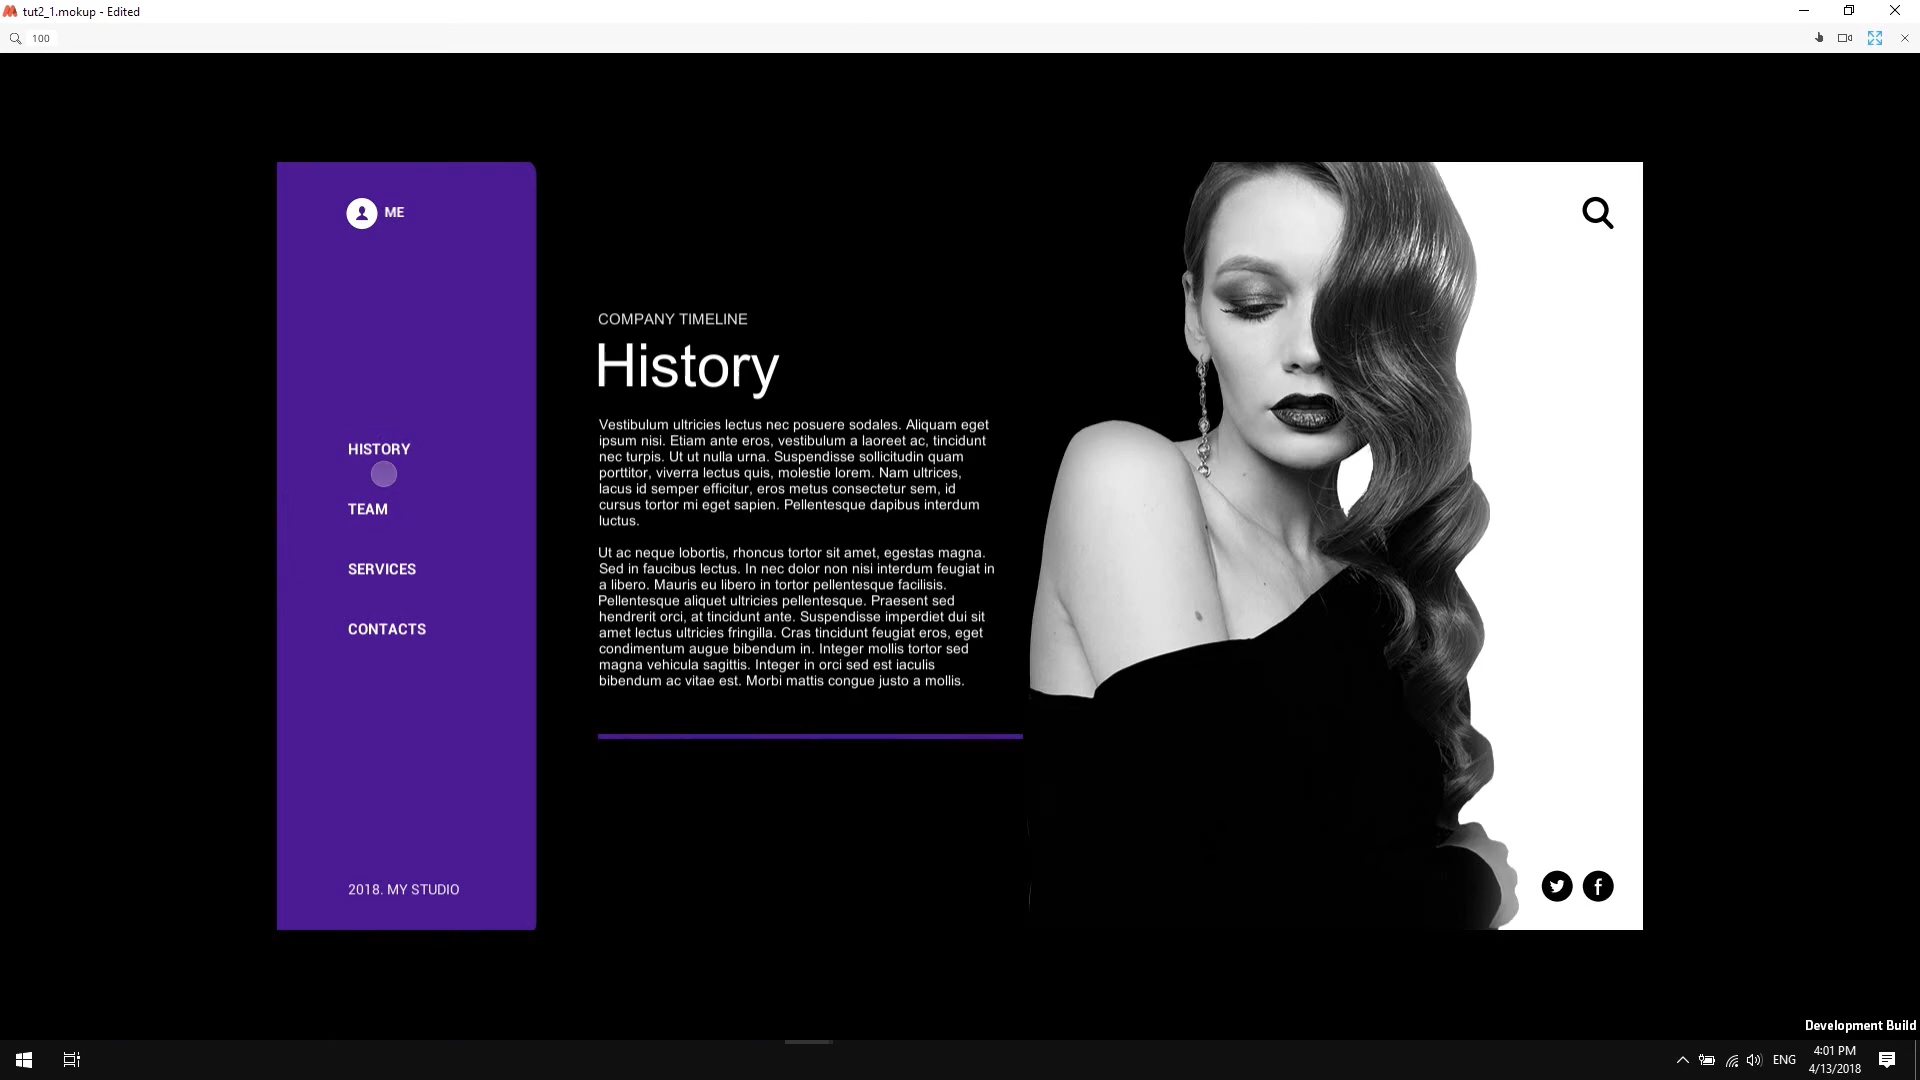 tut2_1.mokup - Edited
100
ME
HISTORY
TEAM
SERVICES
CONTACTS
2018. MY STUDIO
COMPANY TIMELINE
History
Vestibulum ultricies lectus nec posuere sodales. Aliquam eget
ipsum nisi. Etiam ante eros, vestibulum a laoreet ac, tincidunt
nec turpis. Ut ut nulla urna. Suspendisse sollicitudin quam
porttitor, viverra lectus quis, molestie lorem. Nam ultrices,
lacus id semper efficitur, eros metus consectetur sem, id
cursus tortor mi eget sapien. Pellentesque dapibus interdum
luctus.
Ut ac neque lobortis, rhoncus tortor sit amet, egestas magna.
Sed in faucibus lectus. In nec dolor non nisi interdum feugiat in
a libero. Mauris eu libero in tortor pellentesque facilisis.
Pellentesque aliquet ultricies pellentesque. Praesent sed
hendrerit orci, at tincidunt ante. Suspendisse imperdiet dui sit
amet lectus ultricies fringilla. Cras tincidunt feugiat eros, eget
condimentum augue bibendum in. Integer mollis tortor sed
magna vehicula sagittis. Integer in orci sed est iaculis
bibendum ac vitae est. Morbi mattis congue justo a mollis.
Development Build
ENG
4:01 PM
4/13/2018